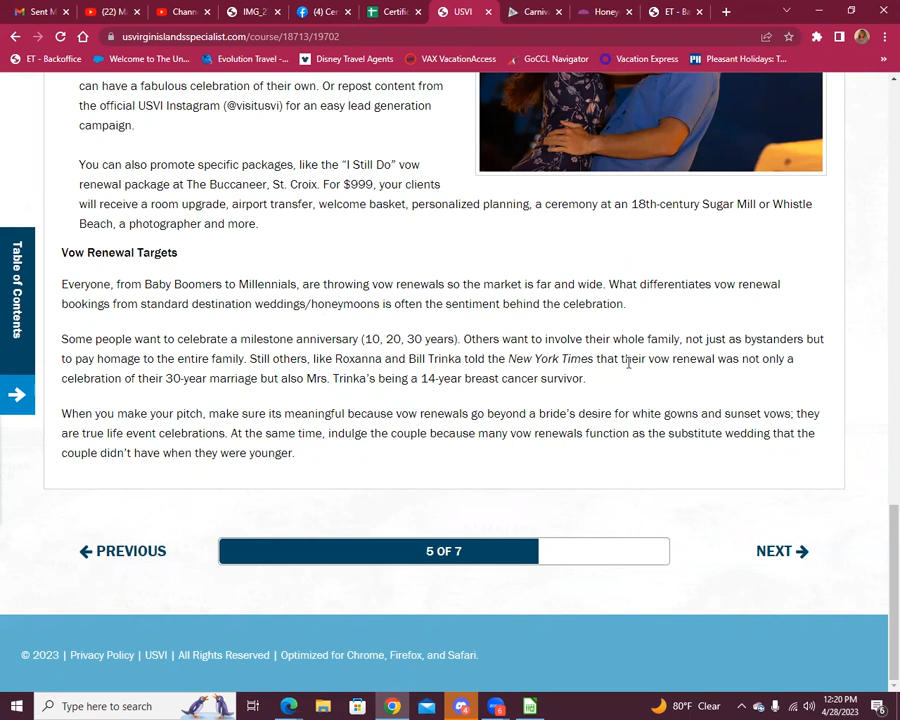 Sent M
(22) M
Chann
IMG_2
(4) Cer
Certific
USVI
Carniv
Honey
ET - Ba
usvirginislandsspecialist.com/course/18713/19702
ET - Backoffice
Welcome to The Un...
Evolution Travel -...
Disney Travel Agents
VAX VacationAccess
GoCCL Navigator
Vacation Express
Pleasant Holidays: T...
can have a fabulous celebration of their own. Or repost content from
the official USVI Instagram (@visitusvi) for an easy lead generation
campaign.
You can also promote specific packages, like the “I Still Do” vow
renewal package at The Buccaneer, St. Croix. For $999, your clients
will receive a room upgrade, airport transfer, welcome basket, personalized planning, a ceremony at an 18th-century Sugar Mill or Whistle
Beach, a photographer and more.
Table of Contents
Vow Renewal Targets
Everyone, from Baby Boomers to Millennials, are throwing vow renewals so the market is far and wide. What differentiates vow renewal
bookings from standard destination weddings/honeymoons is often the sentiment behind the celebration.
Some people want to celebrate a milestone anniversary (10, 20, 30 years). Others want to involve their whole family, not just as bystanders but
to pay homage to the entire family. Still others, like Roxanna and Bill Trinka told the New York Times that their vow renewal was not only a
celebration of their 30-year marriage but also Mrs. Trinka’s being a 14-year breast cancer survivor.
When you make your pitch, make sure its meaningful because vow renewals go beyond a bride’s desire for white gowns and sunset vows; they
are true life event celebrations. At the same time, indulge the couple because many vow renewals function as the substitute wedding that the
couple didn’t have when they were younger.
PREVIOUS
5 OF 7
NEXT
© 2023 | Privacy Policy | USVI | All Rights Reserved | Optimized for Chrome, Firefox, and Safari.
Type here to search
80°F Clear
12:20 PM
4/28/2023